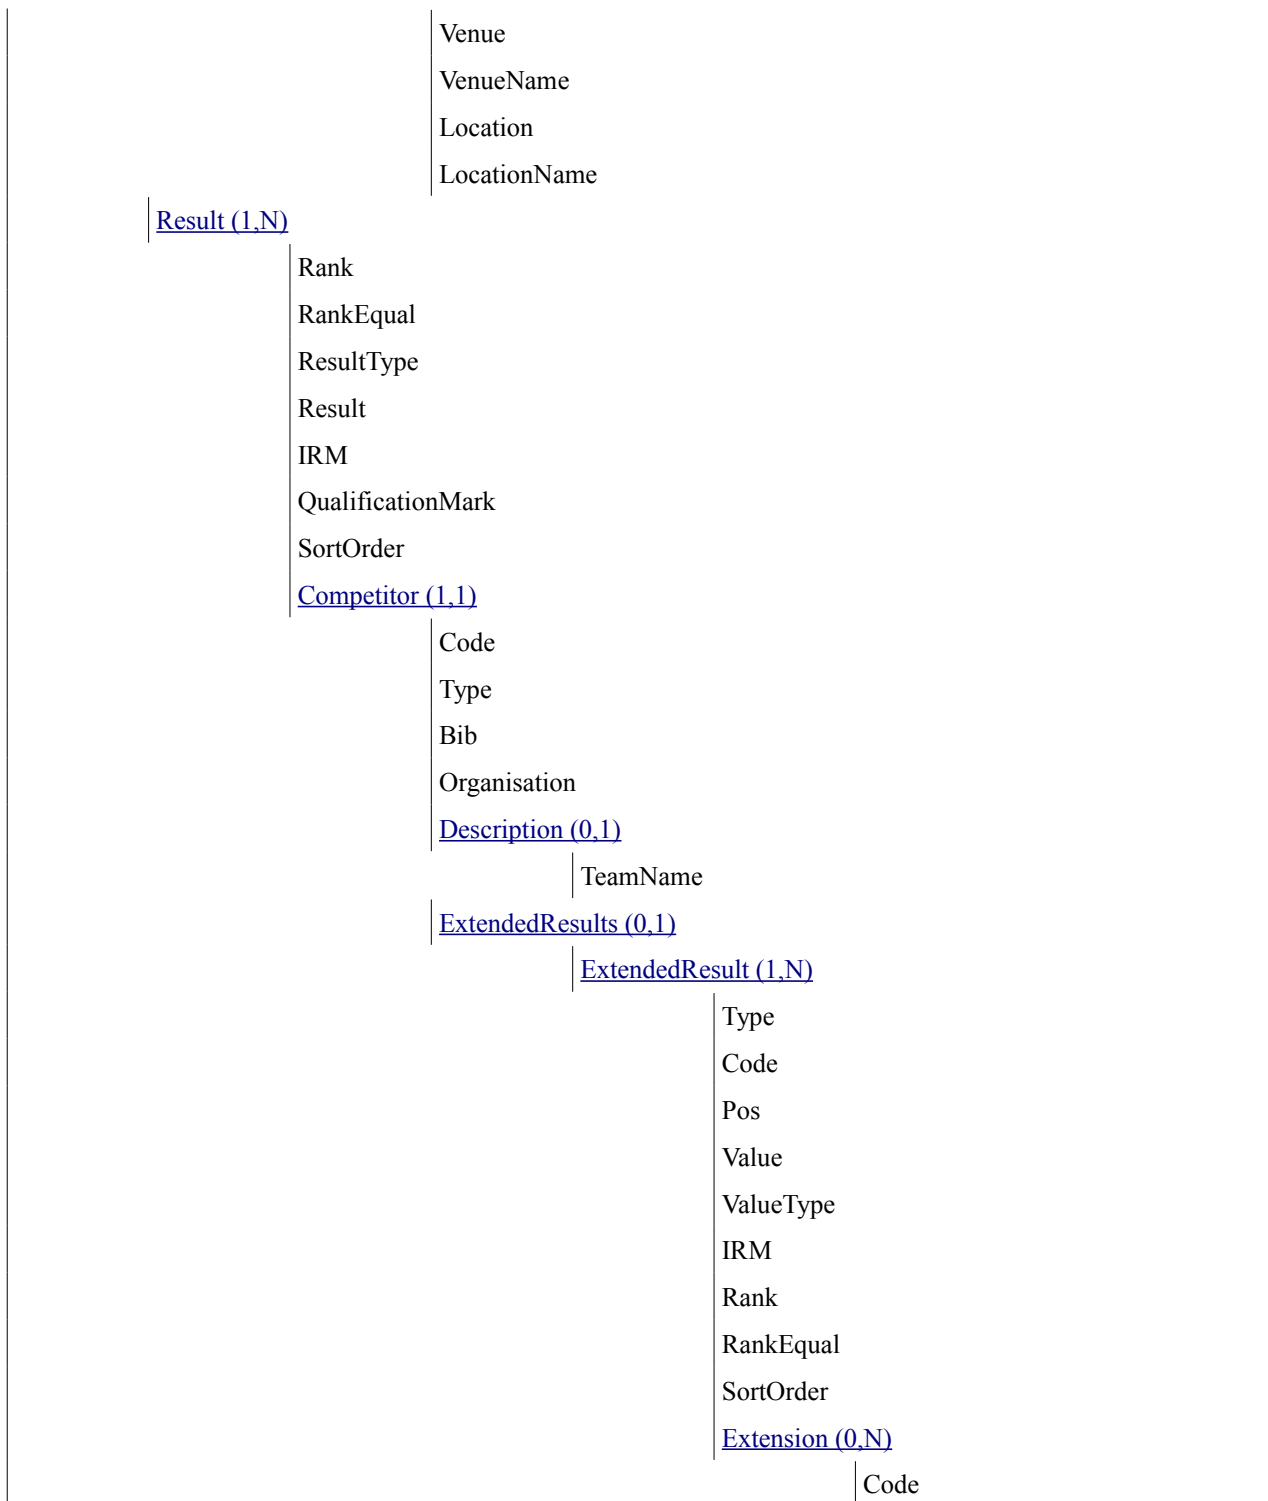 Venue
VenueName
Location
LocationName
Result (1,N)
Rank
RankEqual
ResultType
Result
IRM
QualificationMark
SortOrder
Competitor (1,1)
Code
Type
Bib
Organisation
Description (0,1)
TeamName
ExtendedResults (0,1)
ExtendedResult (1,N)
Type
Code
Pos
Value
ValueType
IRM
Rank
RankEqual
SortOrder
Extension (0,N)
Code